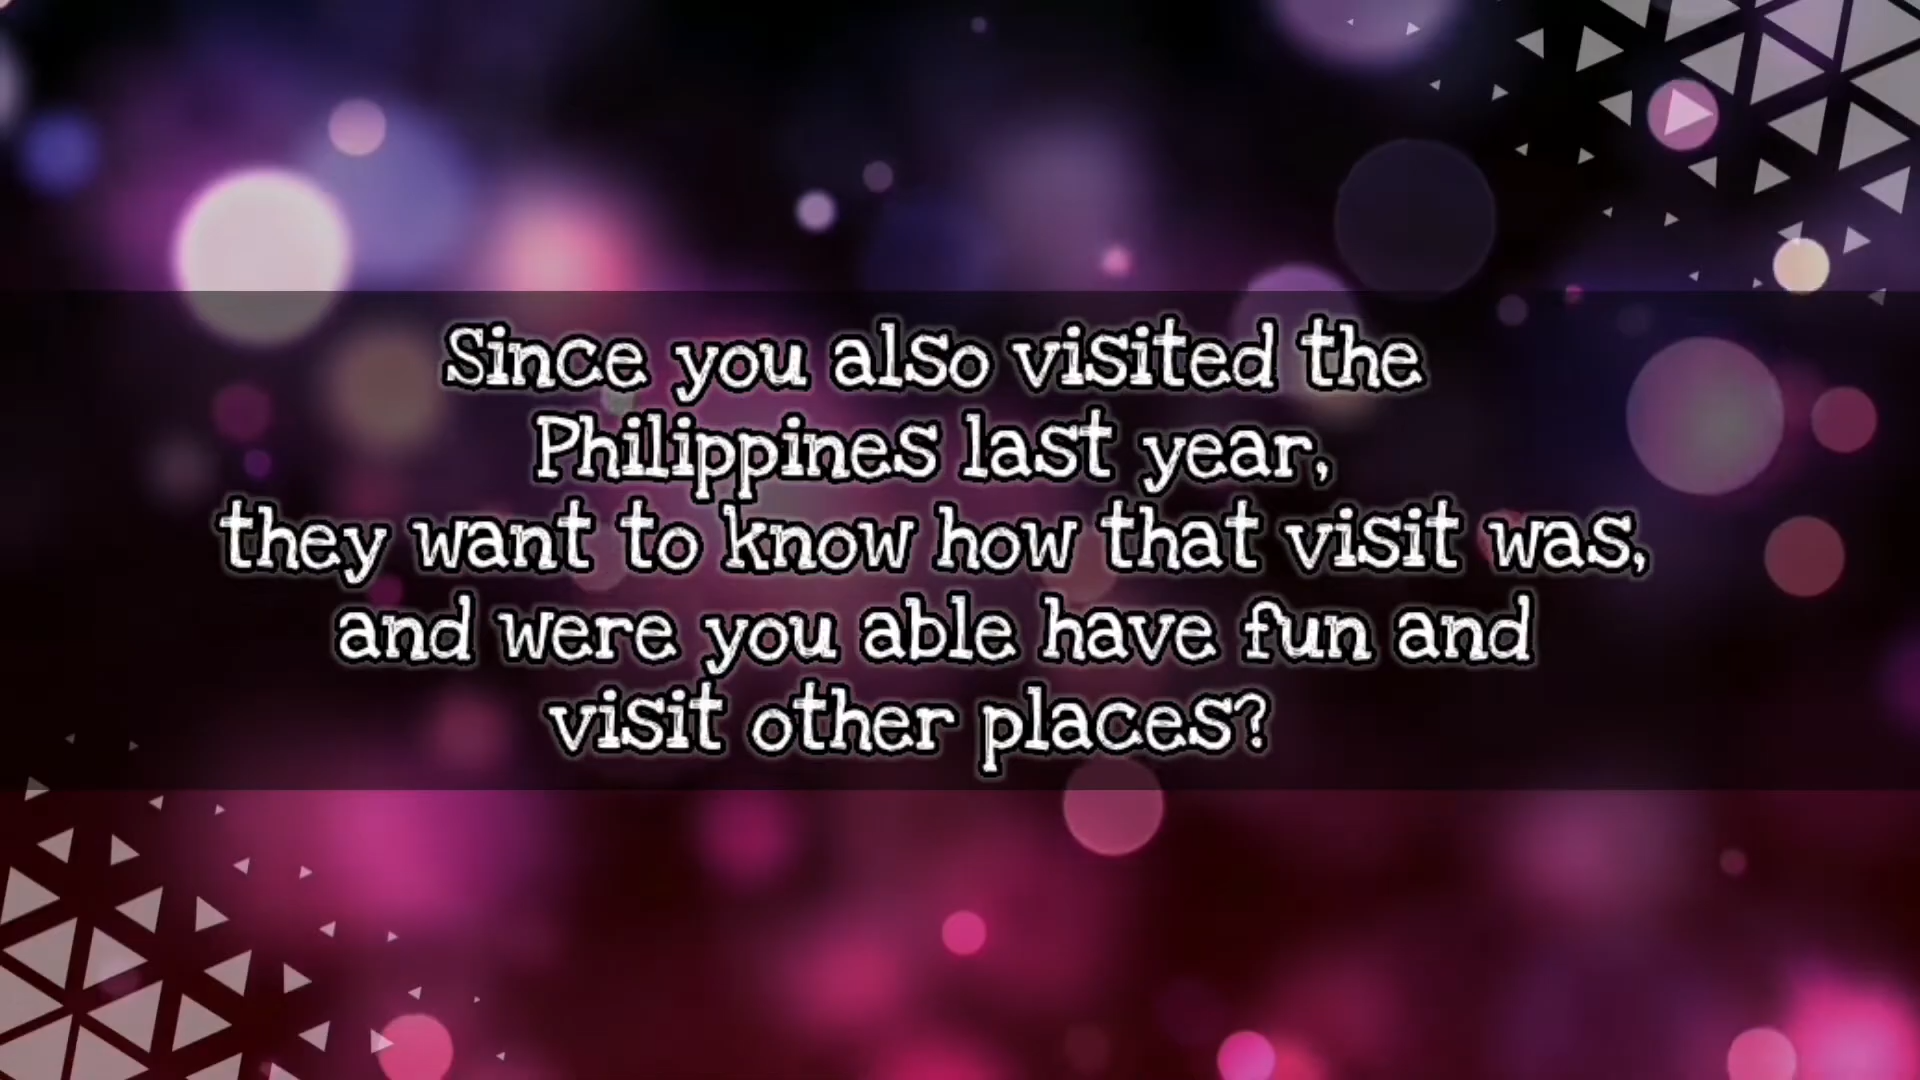 Since you also visited the
Philippines last year,
they want to know how that visit was,
and were you able have fun and
visit other places?